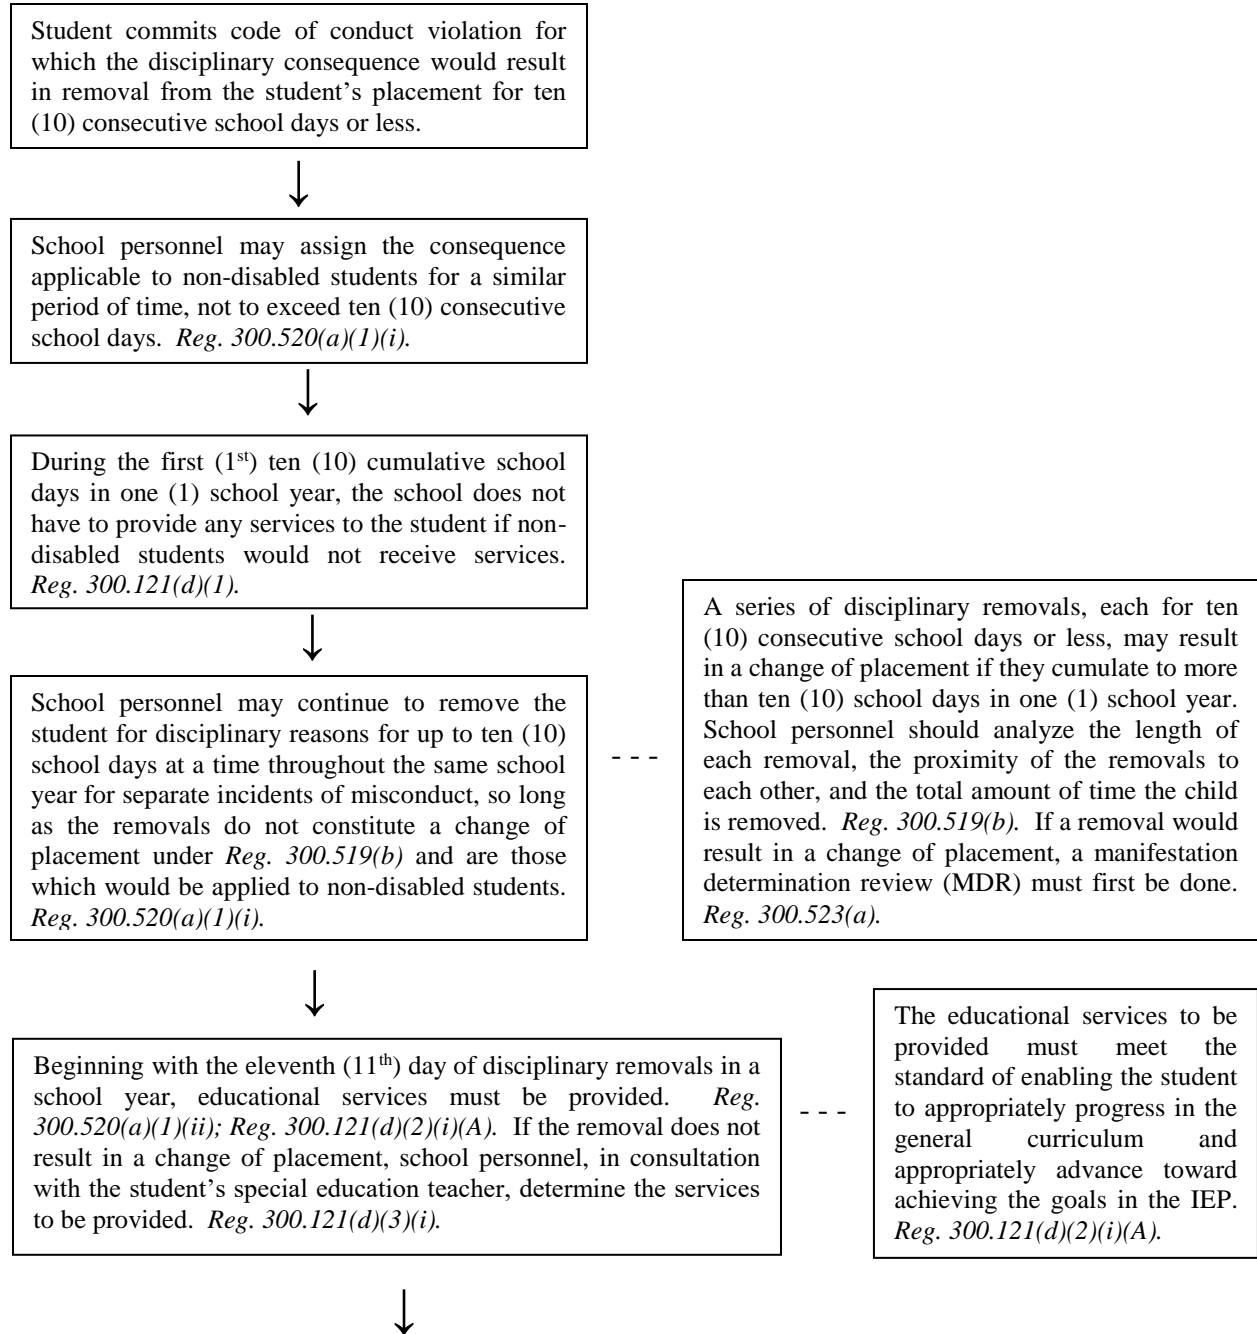 Student commits code of conduct violation for
which the disciplinary consequence would result
in removal from the student’s placement for ten
(10) consecutive school days or less.
School personnel may assign the consequence
applicable to non-disabled students for a similar
period of time, not to exceed ten (10) consecutive
school days. Reg. 300.520(a)(1)(i).
During the first (1st) ten (10) cumulative school
days in one (1) school year, the school does not
have to provide any services to the student if non-
disabled students would not receive services.
Reg. 300.121(d)(1).
School personnel may continue to remove the
student for disciplinary reasons for up to ten (10)
school days at a time throughout the same school
year for separate incidents of misconduct, so long
as the removals do not constitute a change of
placement under Reg. 300.519(b) and are those
which would be applied to non-disabled students.
Reg. 300.520(a)(1)(i).
- - -
A series of disciplinary removals, each for ten
(10) consecutive school days or less, may result
in a change of placement if they cumulate to more
than ten (10) school days in one (1) school year.
School personnel should analyze the length of
each removal, the proximity of the removals to
each other, and the total amount of time the child
is removed. Reg. 300.519(b). If a removal would
result in a change of placement, a manifestation
determination review (MDR) must first be done.
Reg. 300.523(a).
Beginning with the eleventh (11th) day of disciplinary removals in a
school year, educational services must be provided. Reg.
300.520(a)(1)(ii); Reg. 300.121(d)(2)(i)(A). If the removal does not
result in a change of placement, school personnel, in consultation
with the student’s special education teacher, determine the services
to be provided. Reg. 300.121(d)(3)(i).
- - -
The educational services to be
provided must meet the
standard of enabling the student
to appropriately progress in the
general curriculum and
appropriately advance toward
achieving the goals in the IEP.
Reg. 300.121(d)(2)(i)(A).